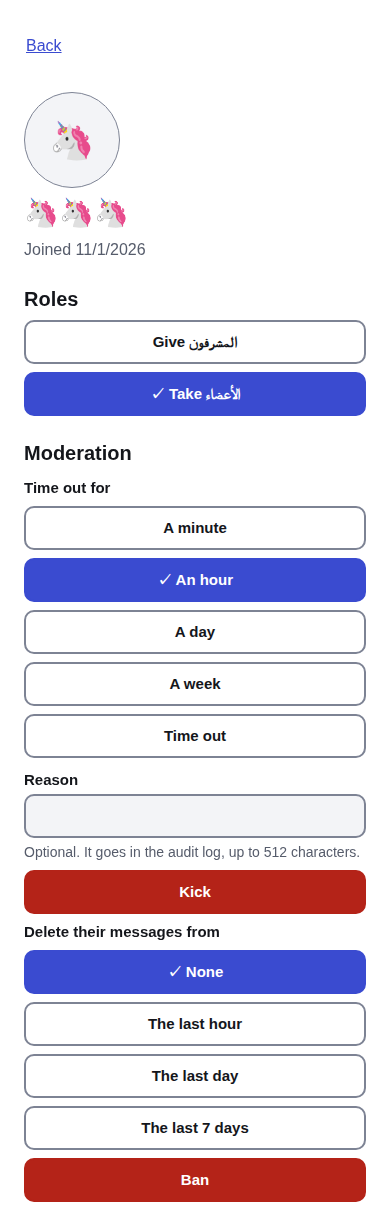 Back
🦄
🦄🦄🦄
Joined 11/1/2026
Roles
Give المشرفون
✓ Take الأعضاء
Moderation
Time out for
A minute
✓ An hour
A day
A week
Time out
Reason
Optional. It goes in the audit log, up to 512 characters.
Kick
Delete their messages from
✓ None
The last hour
The last day
The last 7 days
Ban